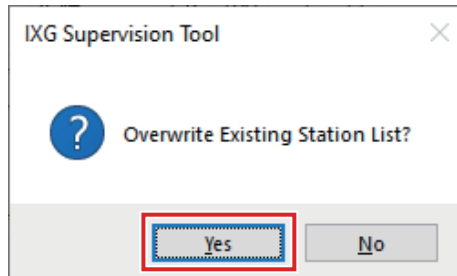 IXG Supervision Tool
Overwrite Existing Station List?
Yes
No